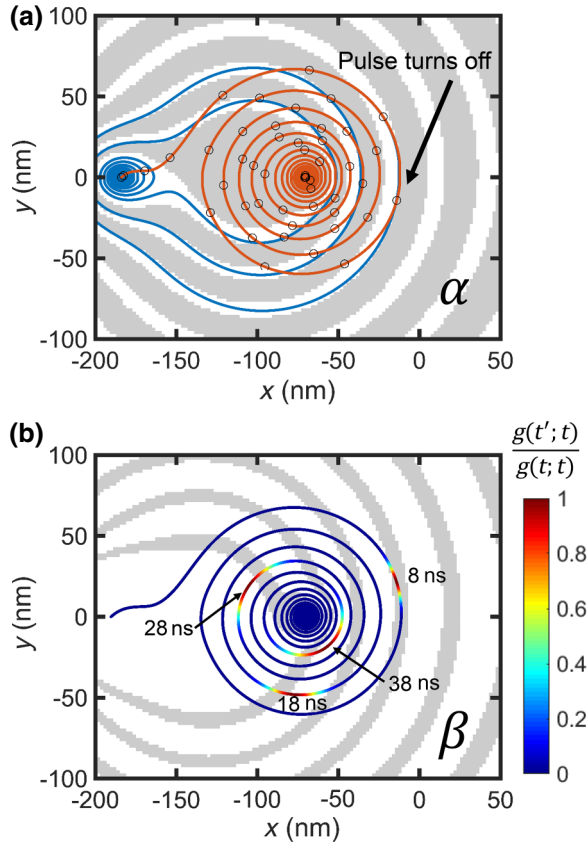 (a)
Pulse turns off
100
50
0
-50
-100
y (nm)
α
-200 -150 -100 -50 0 50
x (nm)
(b)
g(t′; t)
g(t; t)
100
50
0
-50
-100
y (nm)
8 ns
28 ns
38 ns
18 ns
β
1
0.8
0.6
0.4
0.2
0
-200 -150 -100 -50 0 50
x (nm)